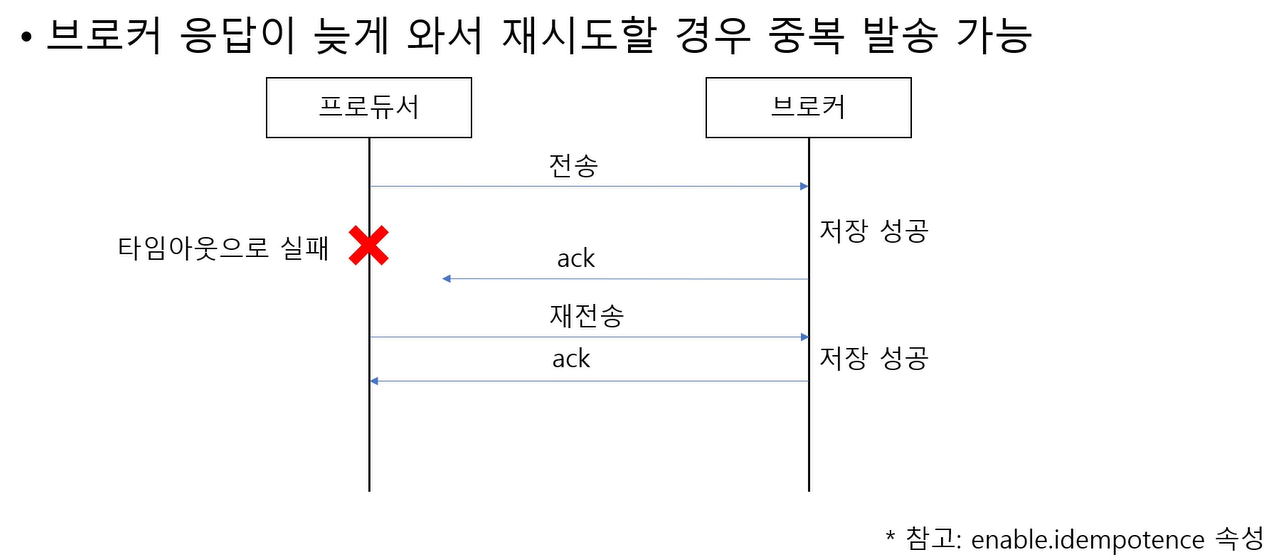 • 브로커 응답이 늦게 와서 재시도할 경우 중복 발송 가능
프로듀서
브로커
전송
저장 성공
타임아웃으로 실패
ack
재전송
ack
저장 성공
* 참고: enable.idempotence 속성